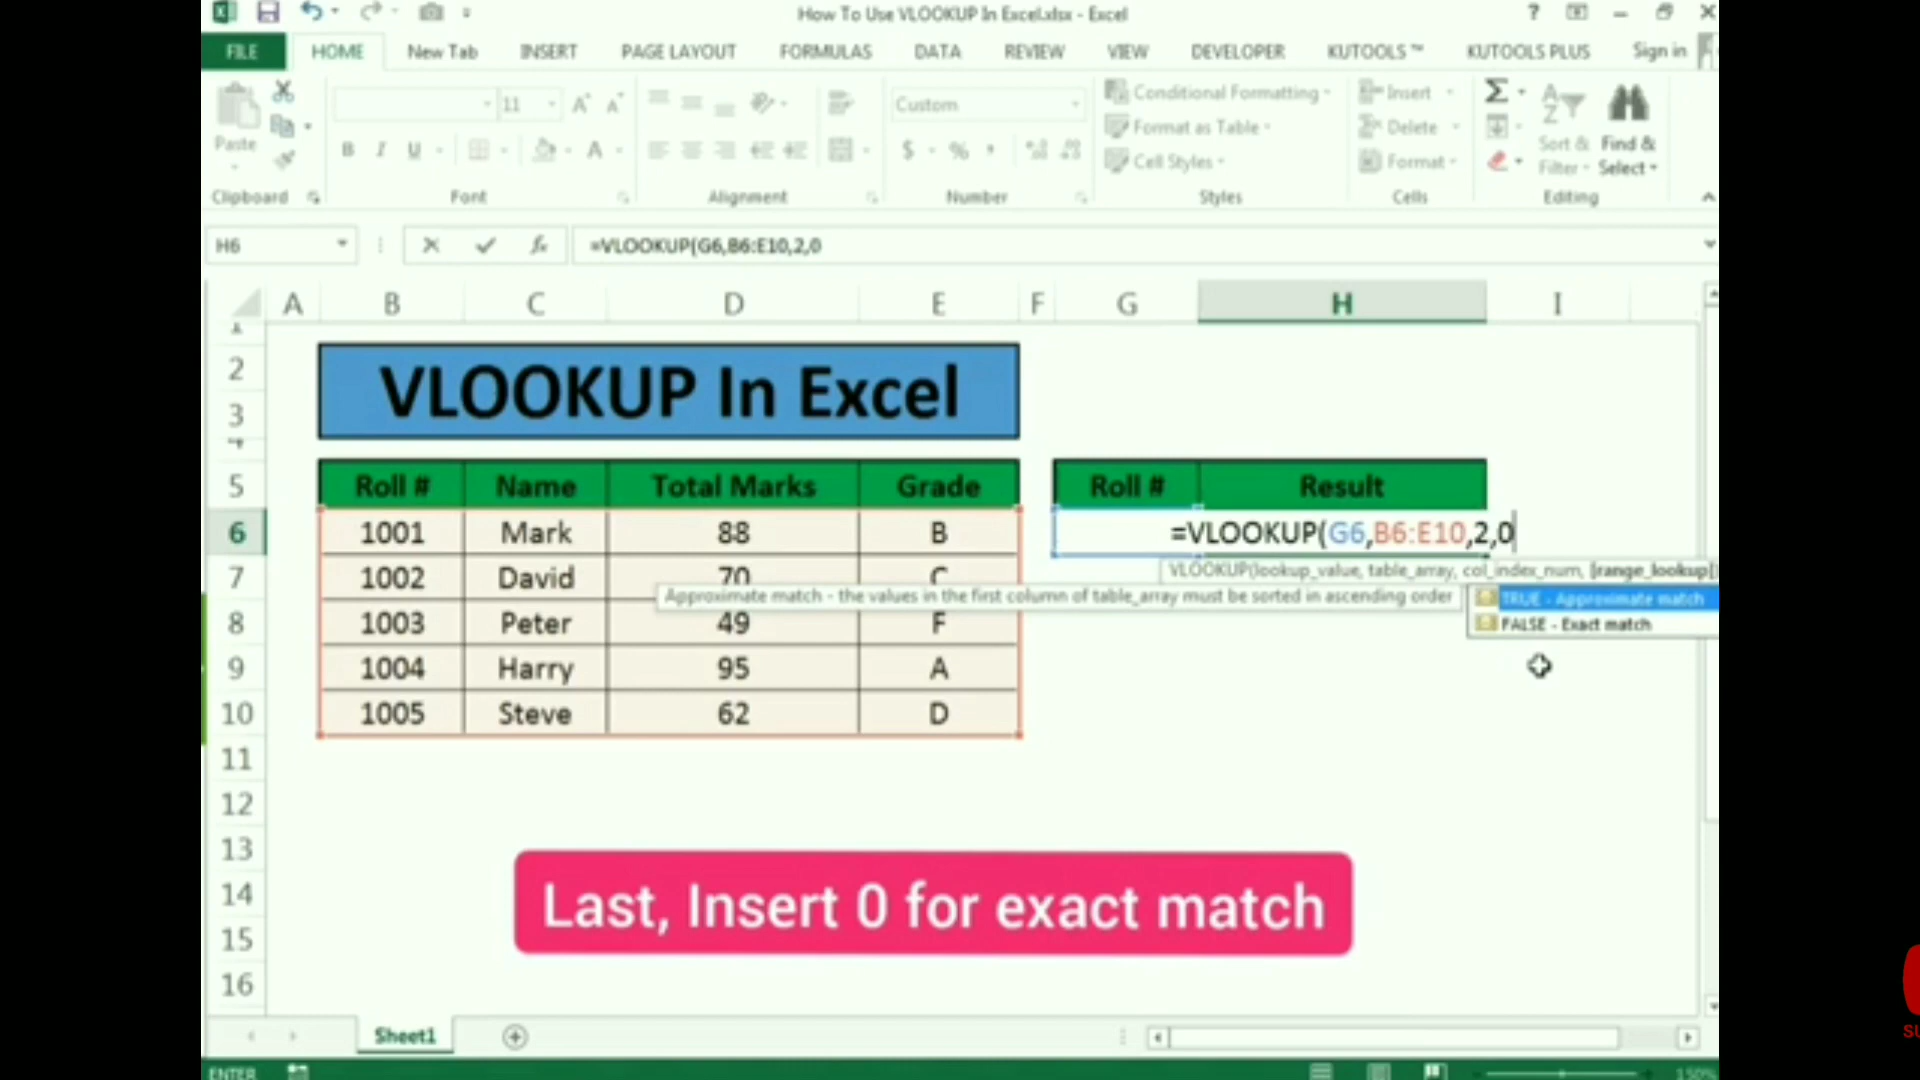 How To Use VLOOKUP In Excel.xlsx - Excel
FILE HOME New Tab INSERT PAGE LAYOUT FORMULAS DATA REVIEW VIEW DEVELOPER KUTOOLS ™ KUTOOLS PLUS Sign in
Paste
Clipboard
11
B I U
Font
Alignment
Custom
$ % ,
Number
Conditional Formatting
Format as Table
Cell Styles
Styles
Insert
Delete
Format
Cells
Sort & Filter
Find & Select
Editing
H6 =VLOOKUP(G6,B6:E10,2,0
A B C D E F G H I
2
3
VLOOKUP In Excel
5 Roll # Name Total Marks Grade Roll # Result
6 1001 Mark 88 B =VLOOKUP(G6,B6:E10,2,0
VLOOKUP(lookup_value, table_array, col_index_num, [range_lookup])
7 1002 David 70 C
Approximate match - the values in the first column of table_array must be sorted in ascending order
TRUE - Approximate match
FALSE - Exact match
8 1003 Peter 49 F
9 1004 Harry 95 A
10 1005 Steve 62 D
11
12
13
14
15
16
Last, Insert 0 for exact match
Sheet1
ENTER
150%